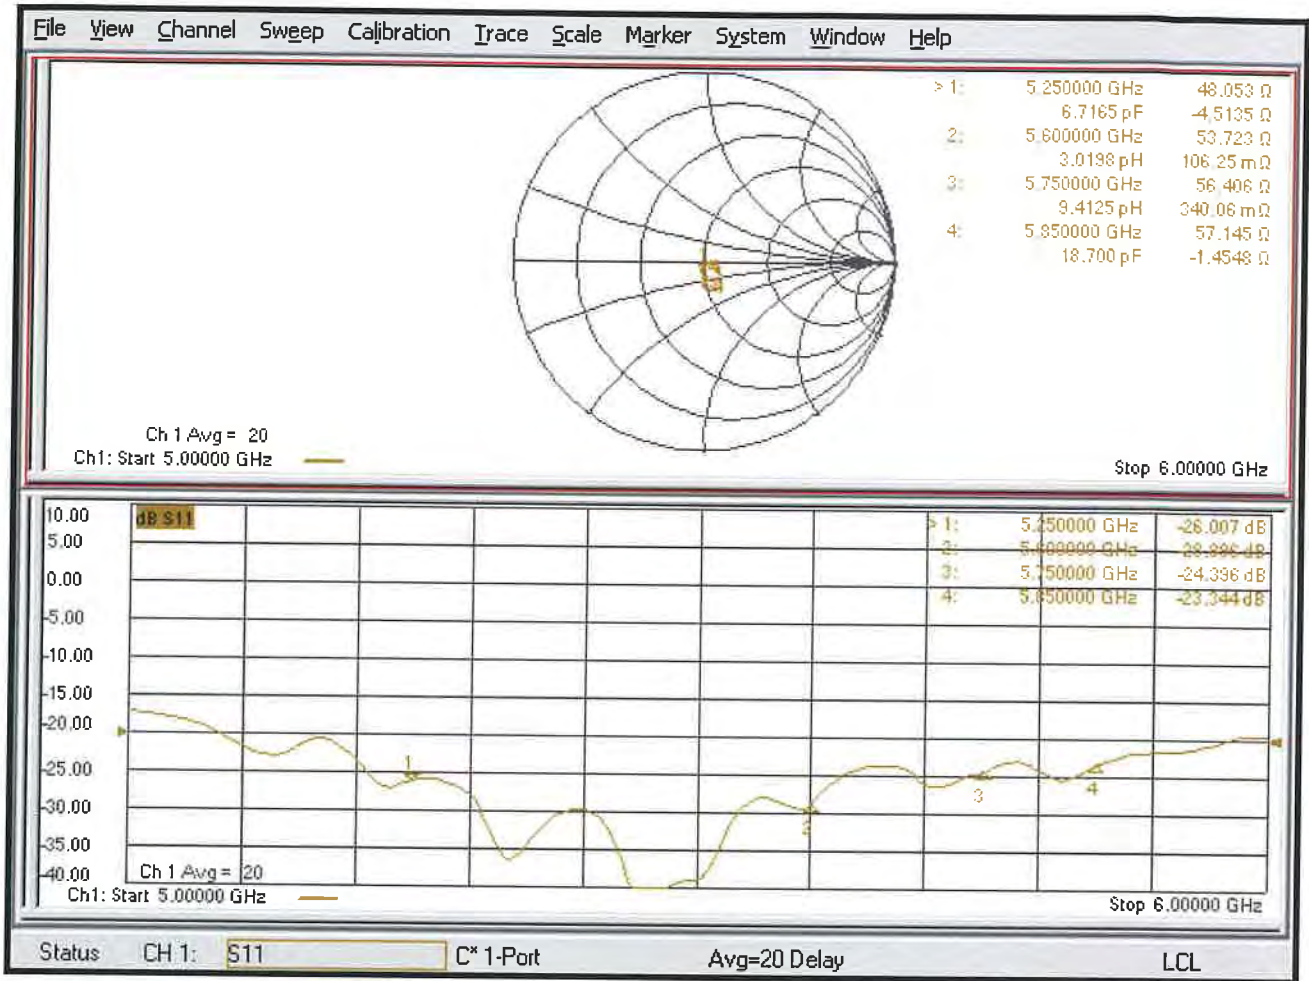 File View Channel Sweep Calibration Trace Scale Marker System Window Help
> 1: 5.250000 GHz 48.053 Ω
6.7165 pF -4.5135 Ω
2: 5.600000 GHz 53.723 Ω
3.0198 pH 106.25 mΩ
3: 5.750000 GHz 56.406 Ω
9.4125 pH 340.06 mΩ
4: 5.850000 GHz 57.145 Ω
18.700 pF -1.4548 Ω
Ch 1 Avg = 20
Ch1: Start 5.00000 GHz
Stop 6.00000 GHz
10.00 dB S11 > 1: 5.250000 GHz -26.007 dB
5.00 2: 5.600000 GHz -28.886 dB
0.00 3: 5.750000 GHz -24.396 dB
4: 5.850000 GHz -23.344 dB
-5.00
-10.00
-15.00
-20.00
-25.00 1
3 4
-30.00
2
-35.00
-40.00 Ch 1 Avg = 20
Ch1: Start 5.00000 GHz
Stop 6.00000 GHz
Status CH 1: S11 C* 1-Port Avg=20 Delay LCL